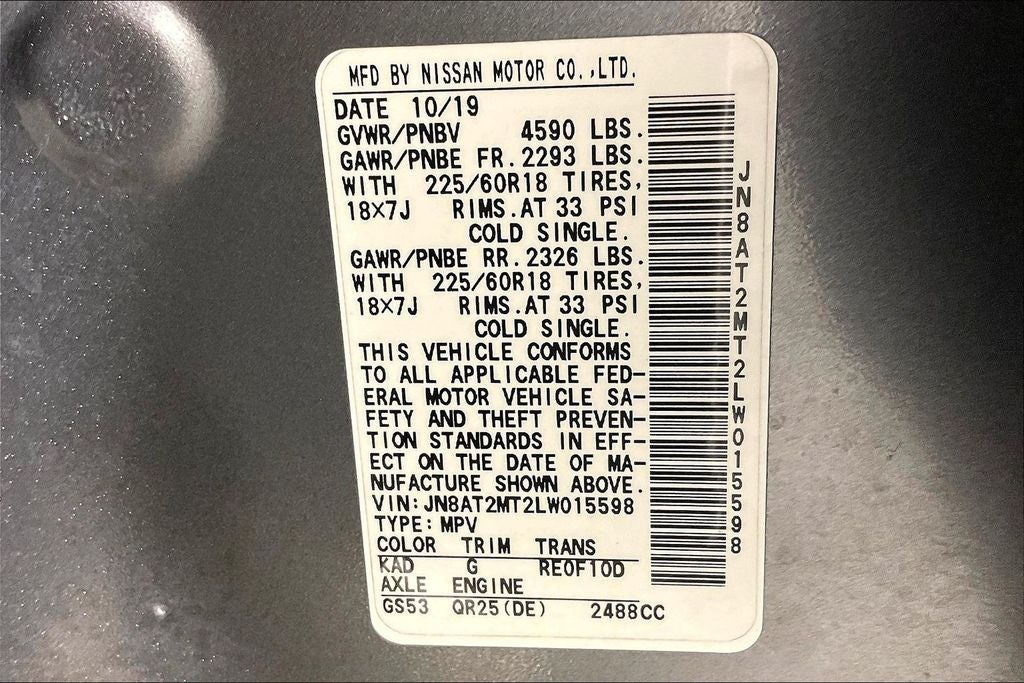 MFD BY NISSAN MOTOR CO.,LTD.
DATE 10/19
GVWR/PNBV 4590 LBS.
GAWR/PNBE FR.2293 LBS.
WITH 225/60R18 TIRES,
18×7J RIMS.AT 33 PSI
COLD SINGLE.
GAWR/PNBE RR.2326 LBS.
WITH 225/60R18 TIRES,
18×7J RIMS.AT 33 PSI
COLD SINGLE.
THIS VEHICLE CONFORMS
TO ALL APPLICABLE FED-
ERAL MOTOR VEHICLE SA-
FETY AND THEFT PREVEN-
TION STANDARDS IN EFF-
ECT ON THE DATE OF MA-
NUFACTURE SHOWN ABOVE.
VIN:JN8AT2MT2LW015598
TYPE:MPV
COLOR TRIM TRANS
KAD G RE0F10D
AXLE ENGINE
GS53 QR25(DE) 2488CC
JN8AT2MT2LW015598